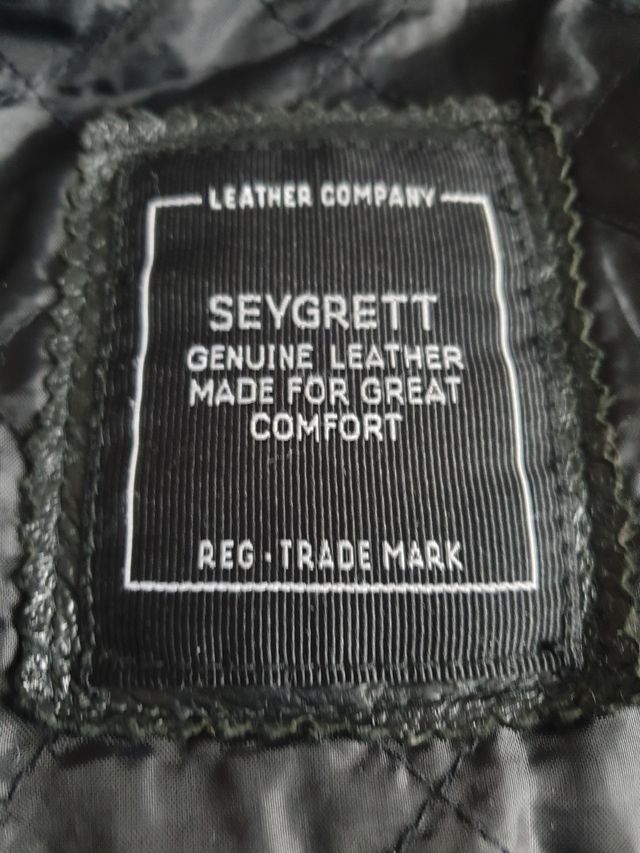 LEATHER COMPANY
SEYGRETT
GENUINE LEATHER
MADE FOR GREAT
COMFORT
REG · TRADE MARK